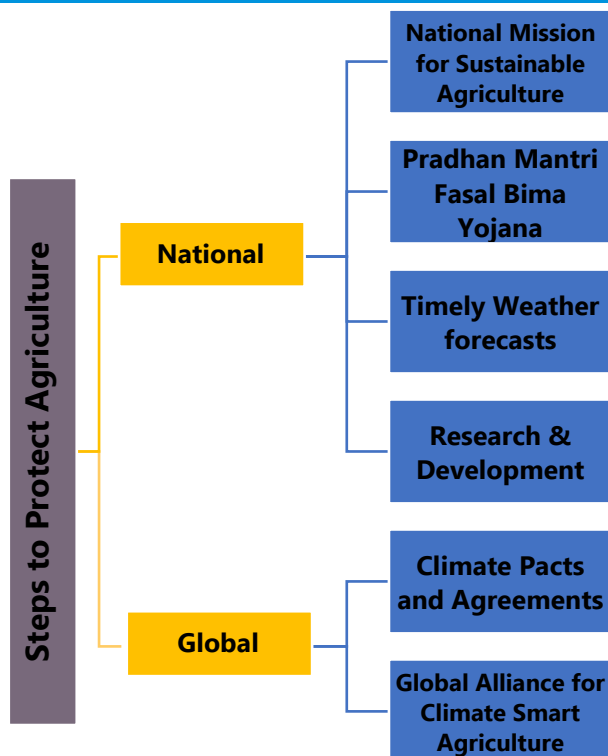 Steps to Protect Agriculture
National
National Mission
for Sustainable
Agriculture
Pradhan Mantri
Fasal Bima
Yojana
Timely Weather
forecasts
Research &
Development
Global
Climate Pacts
and Agreements
Global Alliance for
Climate Smart
Agriculture